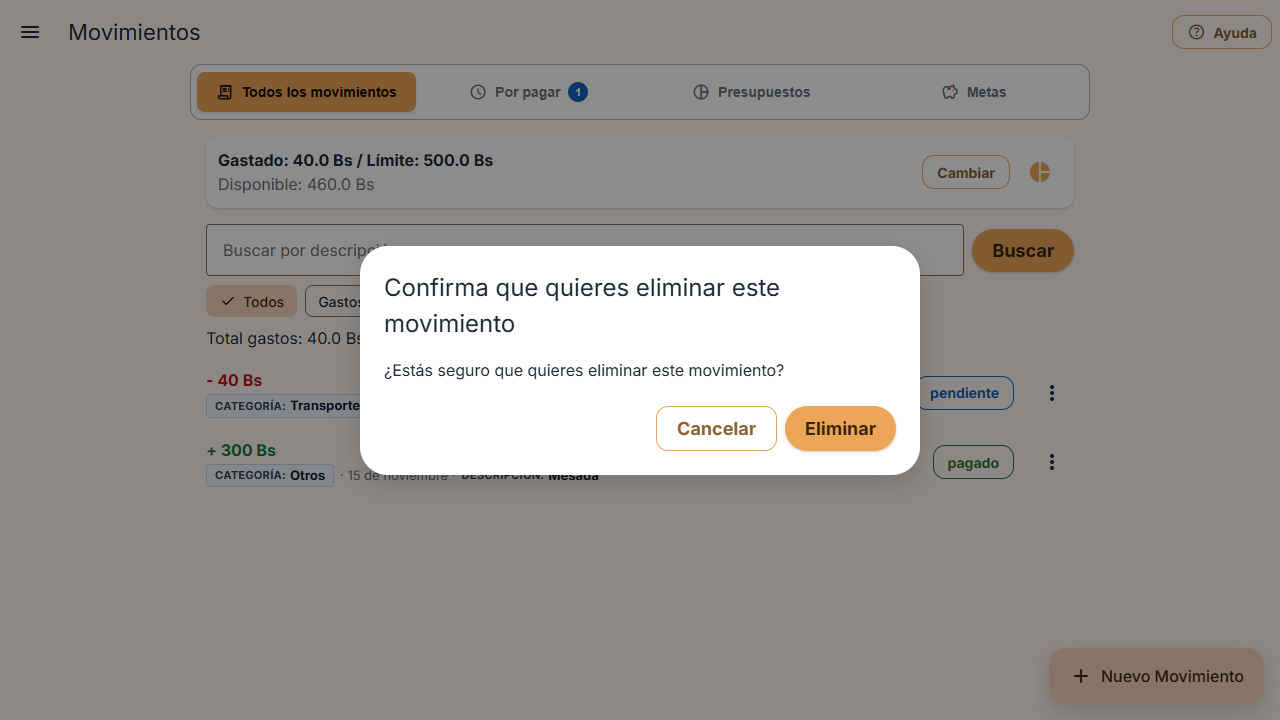 Movimientos
Ayuda
Todos los movimientos
Por pagar 1
Presupuestos
Metas
Gastado: 40.0 Bs / Límite: 500.0 Bs
Disponible: 460.0 Bs
Cambiar
Buscar por
Buscar
Todos
Gastos
Total gastos: 40.0 Bs
- 40 Bs
CATEGORÍA: Transporte
pendiente
+ 300 Bs
CATEGORÍA: Otros · 15 de noviembre · DESCRIPCIÓN: Mesada
pagado
Confirma que quieres eliminar este
movimiento
¿Estás seguro que quieres eliminar este movimiento?
Cancelar
Eliminar
Nuevo Movimiento